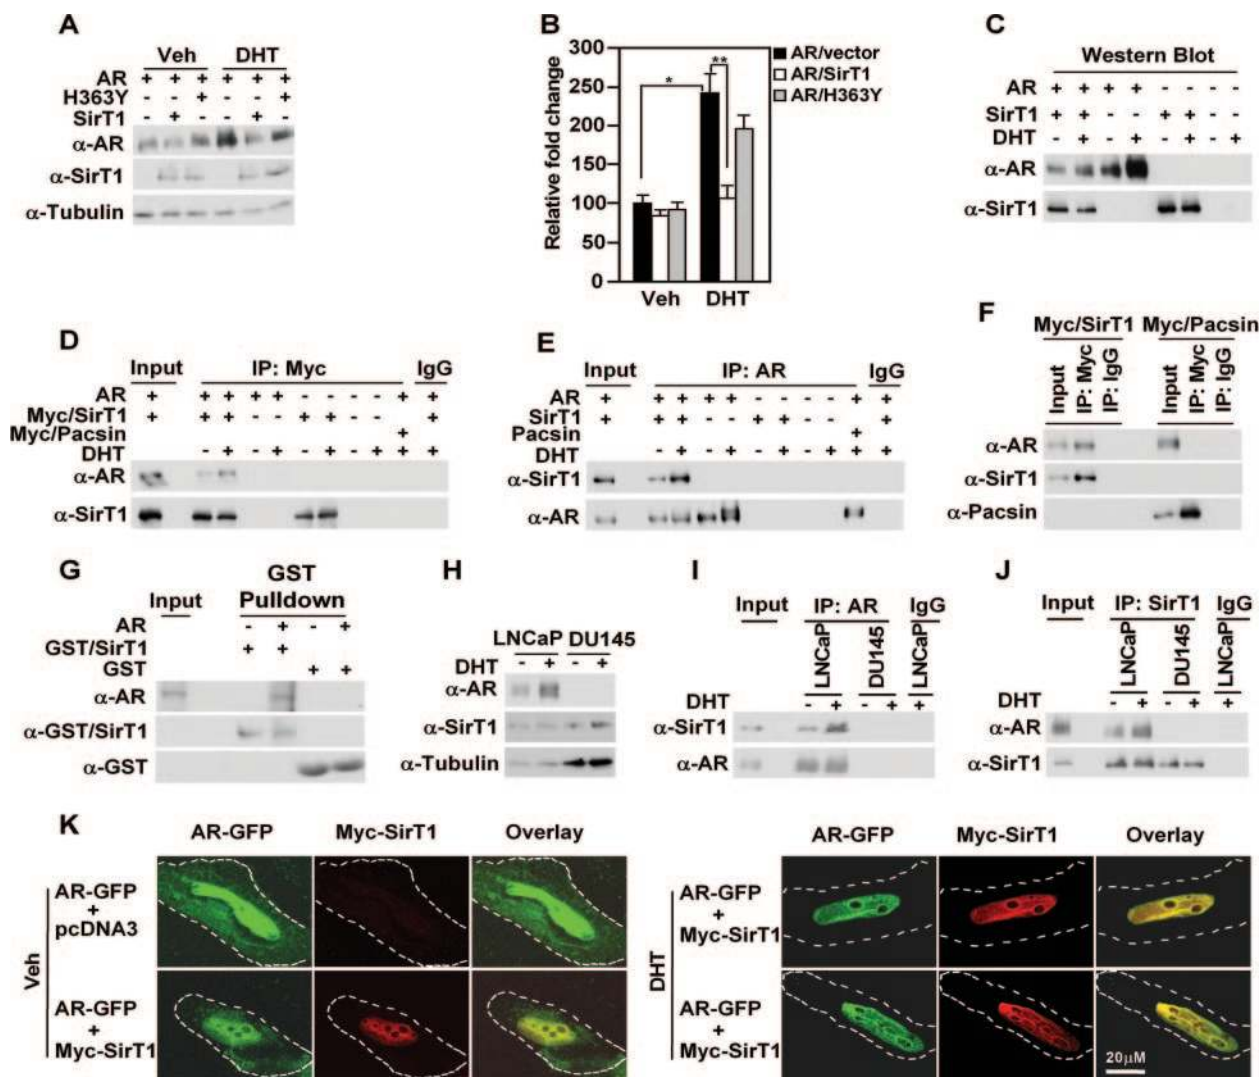 A
Veh DHT
AR + + + + + +
H363Y - - + - - +
SirT1 - + - - + -
α-AR
α-SirT1
α-Tubulin
B
Relative fold change
300
250
200
150
100
50
0
* **
AR/vector
AR/SirT1
AR/H363Y
Veh DHT
C
Western Blot
AR + + + + - - - -
SirT1 + + - - + + - -
DHT - + - + - + - +
α-AR
α-SirT1
D
Input IP: Myc IgG
AR + + + + + - - - - + +
Myc/SirT1 + + + - - + + - - +
Myc/Pacsin +
DHT - + - + - + - + + +
α-AR
α-SirT1
E
Input IP: AR IgG
AR + + + + + - - - - + +
SirT1 + + + - - + + - - +
Pacsin +
DHT - + - + - + - + + +
α-SirT1
α-AR
F
Myc/SirT1 Myc/Pacsin
Input IP: Myc IP: IgG Input IP: Myc IP: IgG
α-AR
α-SirT1
α-Pacsin
G
GST
Input Pulldown
AR - + - +
GST/SirT1 + +
GST + +
α-AR
α-GST/SirT1
α-GST
H
LNCaP DU145
DHT - + - +
α-AR
α-SirT1
α-Tubulin
I
Input IP: AR IgG
LNCaP DU145 LNCaP
DHT - + - + +
α-SirT1
α-AR
J
Input IP: SirT1 IgG
LNCaP DU145 LNCaP
DHT - + - + +
α-AR
α-SirT1
K
AR-GFP Myc-SirT1 Overlay
Veh
AR-GFP
+
pcDNA3
AR-GFP
+
Myc-SirT1
AR-GFP Myc-SirT1 Overlay
DHT
AR-GFP
+
Myc-SirT1
AR-GFP
+
Myc-SirT1
20μM